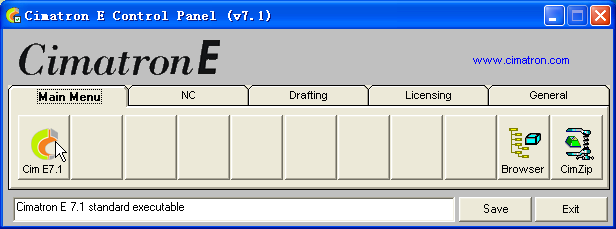 Cimatron E Control Panel (v7.1)
Cimatron E
www.cimatron.com
Main Menu
NC
Drafting
Licensing
General
Cim E7.1
Browser
CimZip
Cimatron E 7.1 standard executable
Save
Exit